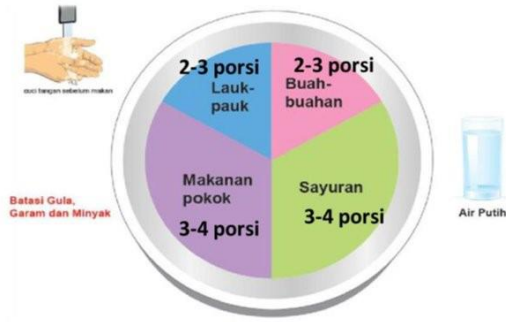 cuci tangan sebelum makan
2-3 porsi
Lauk-
pauk
2-3 porsi
Buah-
buahan
Makanan
pokok
3-4 porsi
Sayuran
3-4 porsi
Batasi Gula,
Garam dan Minyak
Air Putih